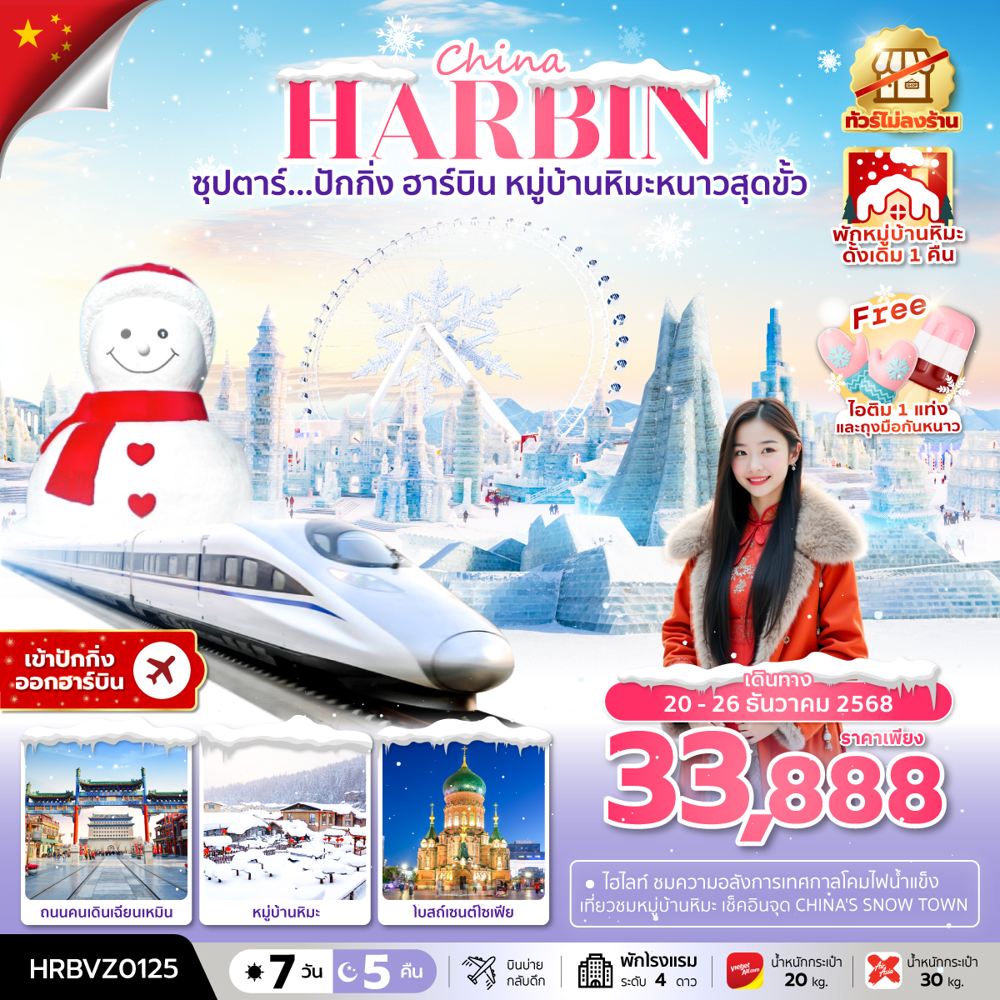 China
HARBIN
ซุปตาร์...ปักกิ่ง ฮาร์บิน หมู่บ้านหิมะหนาวสุดขั้ว
SHOP
ทัวร์ไม่ลงร้าน
พักหมู่บ้านหิมะ
ดั้งเดิม 1 คืน
Free
ไอติม 1 แท่ง
และถุงมือกันหนาว
เข้าปักกิ่ง
ออกฮาร์บิน
เดินทาง
20 - 26 ธันวาคม 2568
ราคาเพียง
33,888
ถนนคนเดินเฉียนเหมิน
หมู่บ้านหิมะ
โบสถ์เซนต์โซเฟีย
• ไฮไลท์ ชมความอลังการเทศกาลโคมไฟน้ำแข็ง
เที่ยวชมหมู่บ้านหิมะ เช็คอินจุด CHINA'S SNOW TOWN
HRBVZ0125
7 วัน 5 คืน
บินบ่าย
กลับดึก
พักโรงแรม
ระดับ 4 ดาว
vietjet Air.com
น้ำหนักกระเป๋า
20 kg.
Air Asia
น้ำหนักกระเป๋า
30 kg.